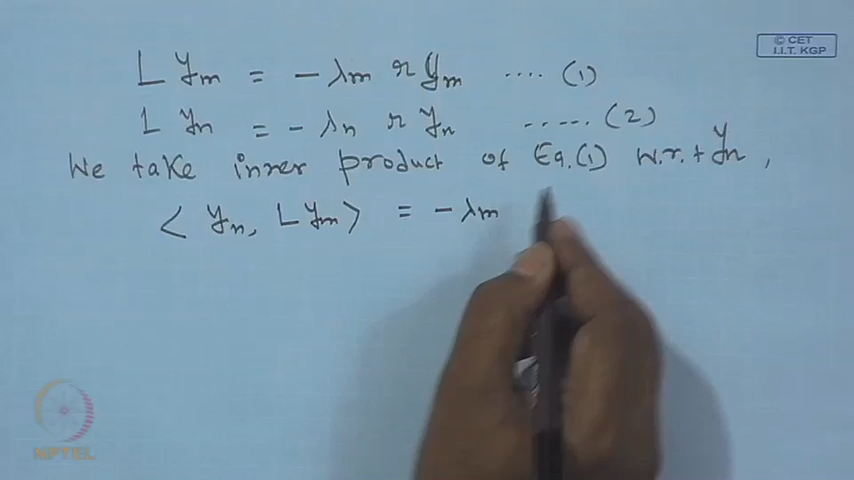 © CET
I.I.T. KGP
L yₘ = - λₘ r yₘ .... (1)
L yₙ = - λₙ r yₙ ..... (2)
We take inner product of Eq.(1) w.r.t yₙ ,
< yₙ, L yₘ > = - λₘ
NPTEL